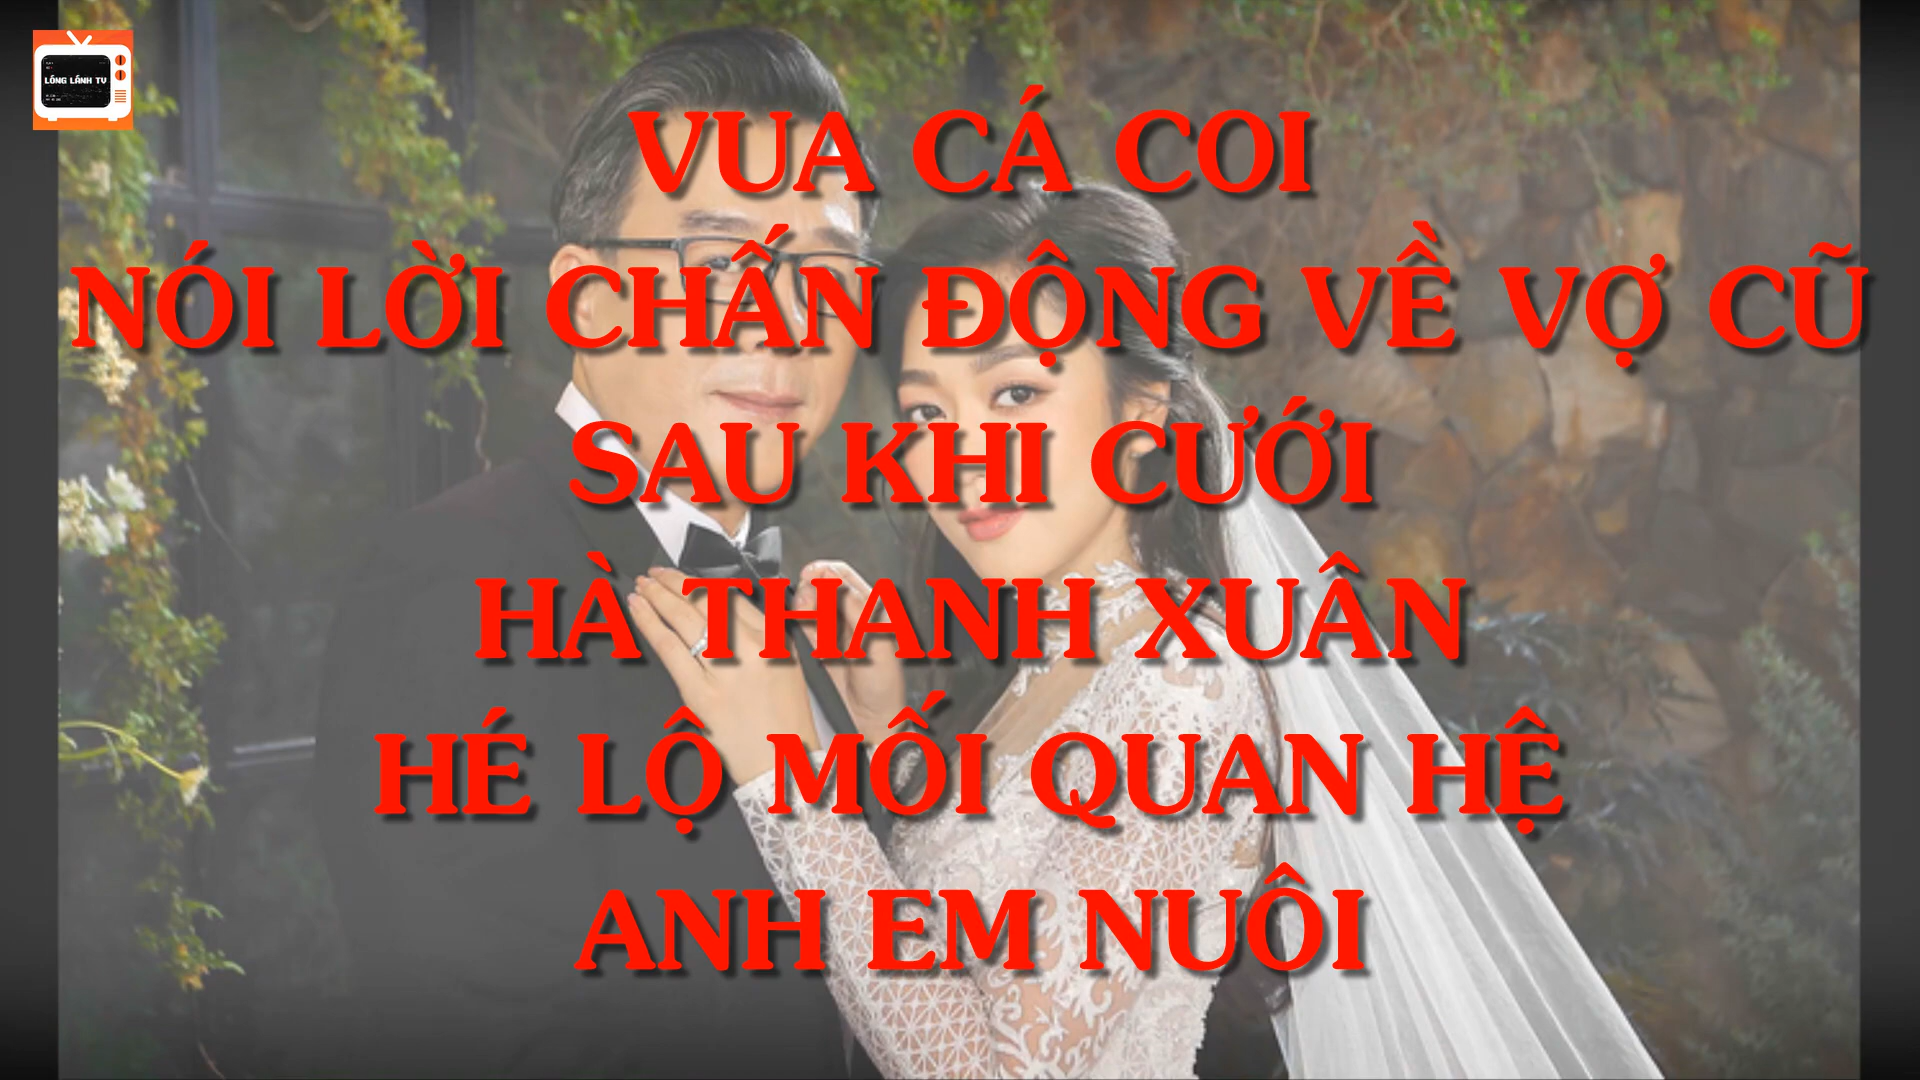 LÓNG LÁNH TV
VUA CÁ COI
NÓI LỜI CHẤN ĐỘNG VỀ VỢ CŨ
SAU KHI CƯỚI
HÀ THANH XUÂN
HÉ LỘ MỐI QUAN HỆ
ANH EM NUÔI